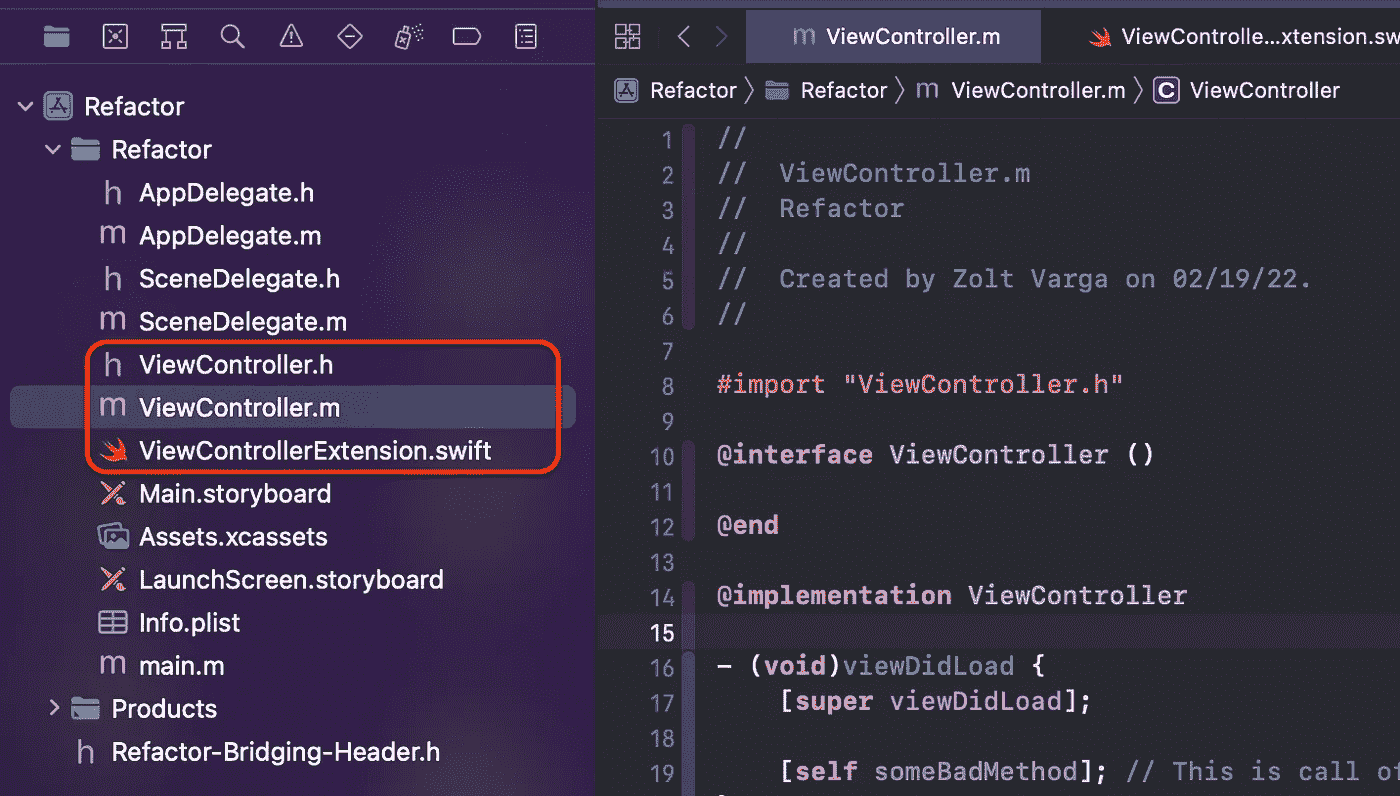 Refactor
Refactor
h AppDelegate.h
m AppDelegate.m
h SceneDelegate.h
m SceneDelegate.m
h ViewController.h
m ViewController.m
ViewControllerExtension.swift
Main.storyboard
Assets.xcassets
LaunchScreen.storyboard
Info.plist
m main.m
Products
h Refactor-Bridging-Header.h
m ViewController.m
ViewControlle...xtension.sw
Refactor Refactor m ViewController.m C ViewController
1 //
2 //  ViewController.m
3 //  Refactor
4 //
5 //  Created by Zolt Varga on 02/19/22.
6 //
7
8 #import "ViewController.h"
9
10 @interface ViewController ()
11
12 @end
13
14 @implementation ViewController
15
16 - (void)viewDidLoad {
17     [super viewDidLoad];
18
19     [self someBadMethod]; // This is call of